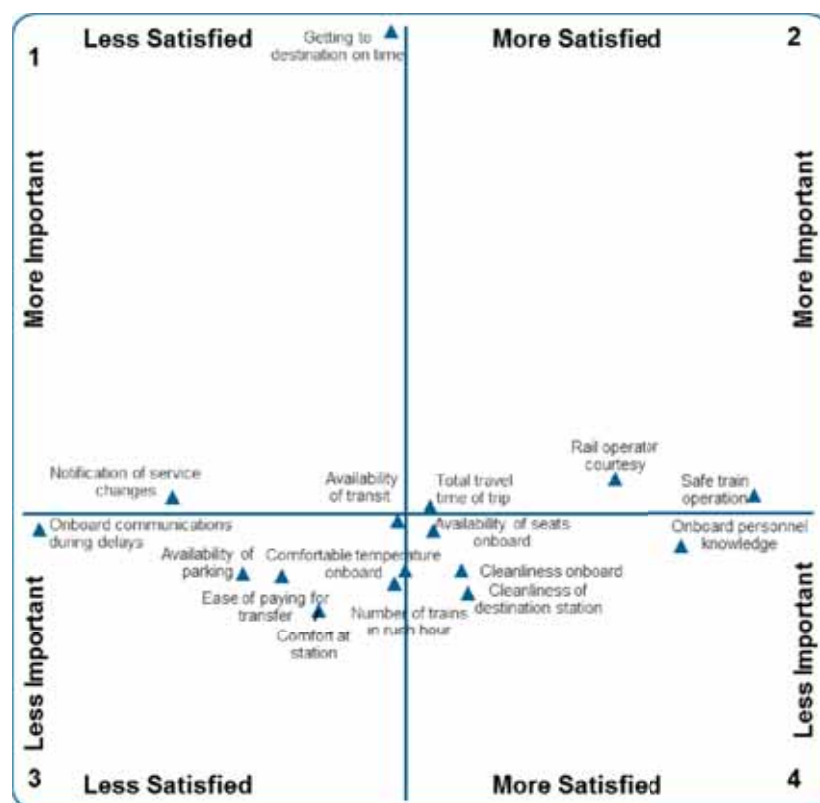 Less Satisfied
More Satisfied
1
2
Getting to
destination on time
More Important
More Important
Notification of service
changes
Availability
of transit
Total travel
time of trip
Rail operator
courtesy
Safe train
operation
Onboard communications
during delays
Availability of seats
onboard
Onboard personnel
knowledge
Availability of
parking
Comfortable temperature
onboard
Cleanliness onboard
Ease of paying for
transfer
Cleanliness of
destination station
Number of trains
in rush hour
Comfort at
station
Less Important
Less Important
3
4
Less Satisfied
More Satisfied